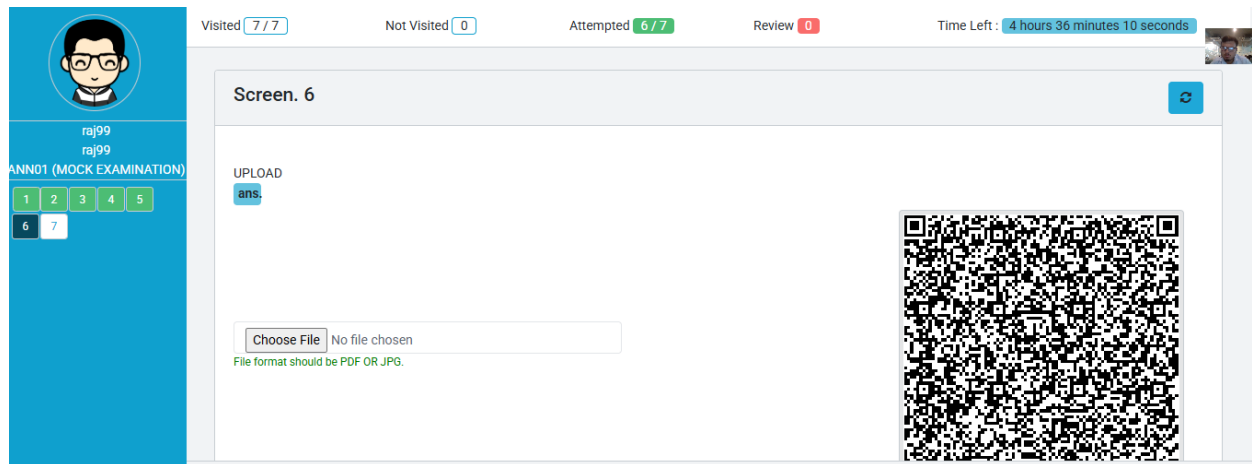 Visited 7 / 7 Not Visited 0 Attempted 6 / 7 Review 0 Time Left : 4 hours 36 minutes 10 seconds
raj99
raj99
ANN01 (MOCK EXAMINATION)
1 2 3 4 5
6 7
Screen. 6
UPLOAD
ans.
Choose File No file chosen
File format should be PDF OR JPG.